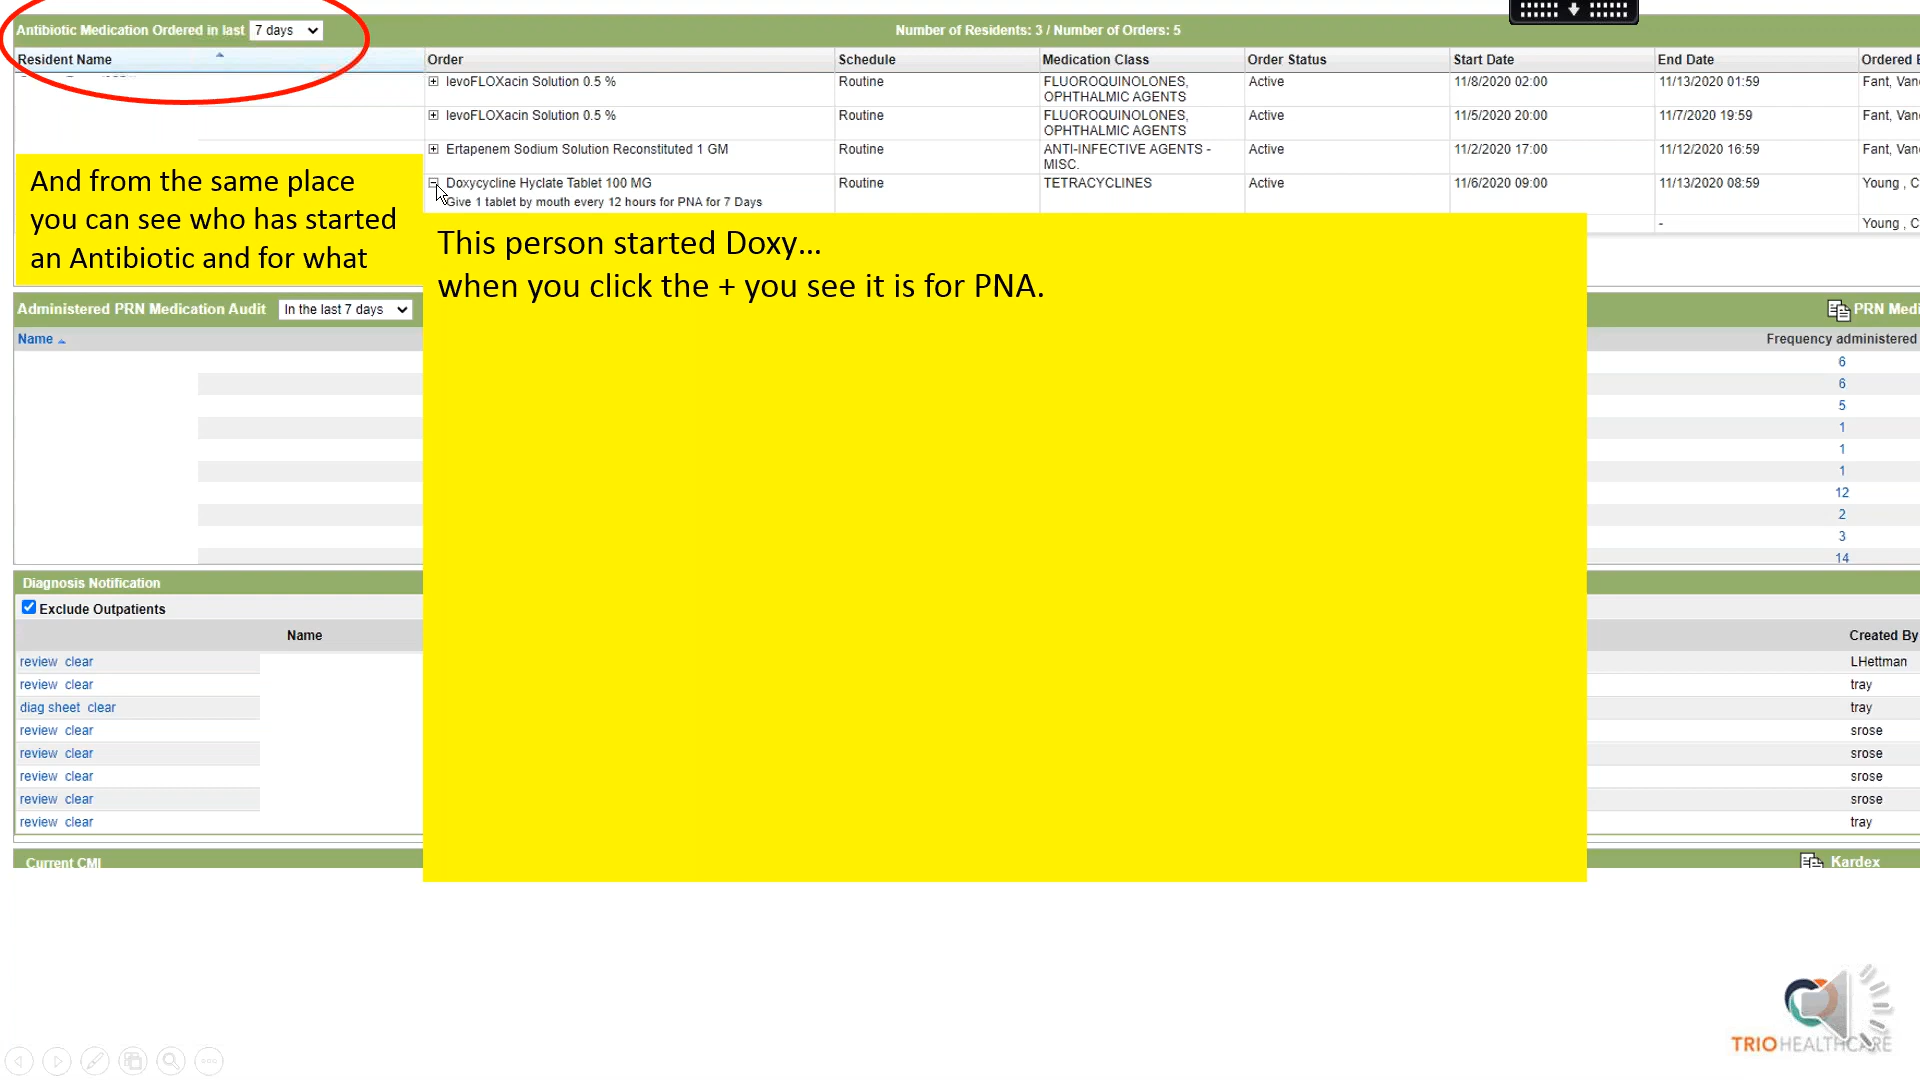 Antibiotic Medication Ordered in last 7 days Number of Residents: 3 / Number of Orders: 5
Resident Name Order Schedule Medication Class Order Status Start Date End Date Ordered
levoFLOXacin Solution 0.5 % Routine FLUOROQUINOLONES, Active 11/8/2020 02:00 11/13/2020 01:59 Fant, Van
OPHTHALMIC AGENTS
levoFLOXacin Solution 0.5 % Routine FLUOROQUINOLONES, Active 11/5/2020 20:00 11/7/2020 19:59 Fant, Van
OPHTHALMIC AGENTS
Ertapenem Sodium Solution Reconstituted 1 GM Routine ANTI-INFECTIVE AGENTS - Active 11/2/2020 17:00 11/12/2020 16:59 Fant, Van
MISC.
Doxycycline Hyclate Tablet 100 MG Routine TETRACYCLINES Active 11/6/2020 09:00 11/13/2020 08:59 Young , C
Give 1 tablet by mouth every 12 hours for PNA for 7 Days
- Young , C
And from the same place
you can see who has started
an Antibiotic and for what
This person started Doxy...
when you click the + you see it is for PNA.
Administered PRN Medication Audit In the last 7 days PRN Medi
Name Frequency administered
6
6
5
1
1
1
12
2
3
14
Diagnosis Notification
Exclude Outpatients
Name Created By
review clear LHettman
review clear tray
diag sheet clear tray
review clear srose
review clear srose
review clear srose
review clear srose
review clear tray
Current CMI Kardex
TRIO HEALTHCARE